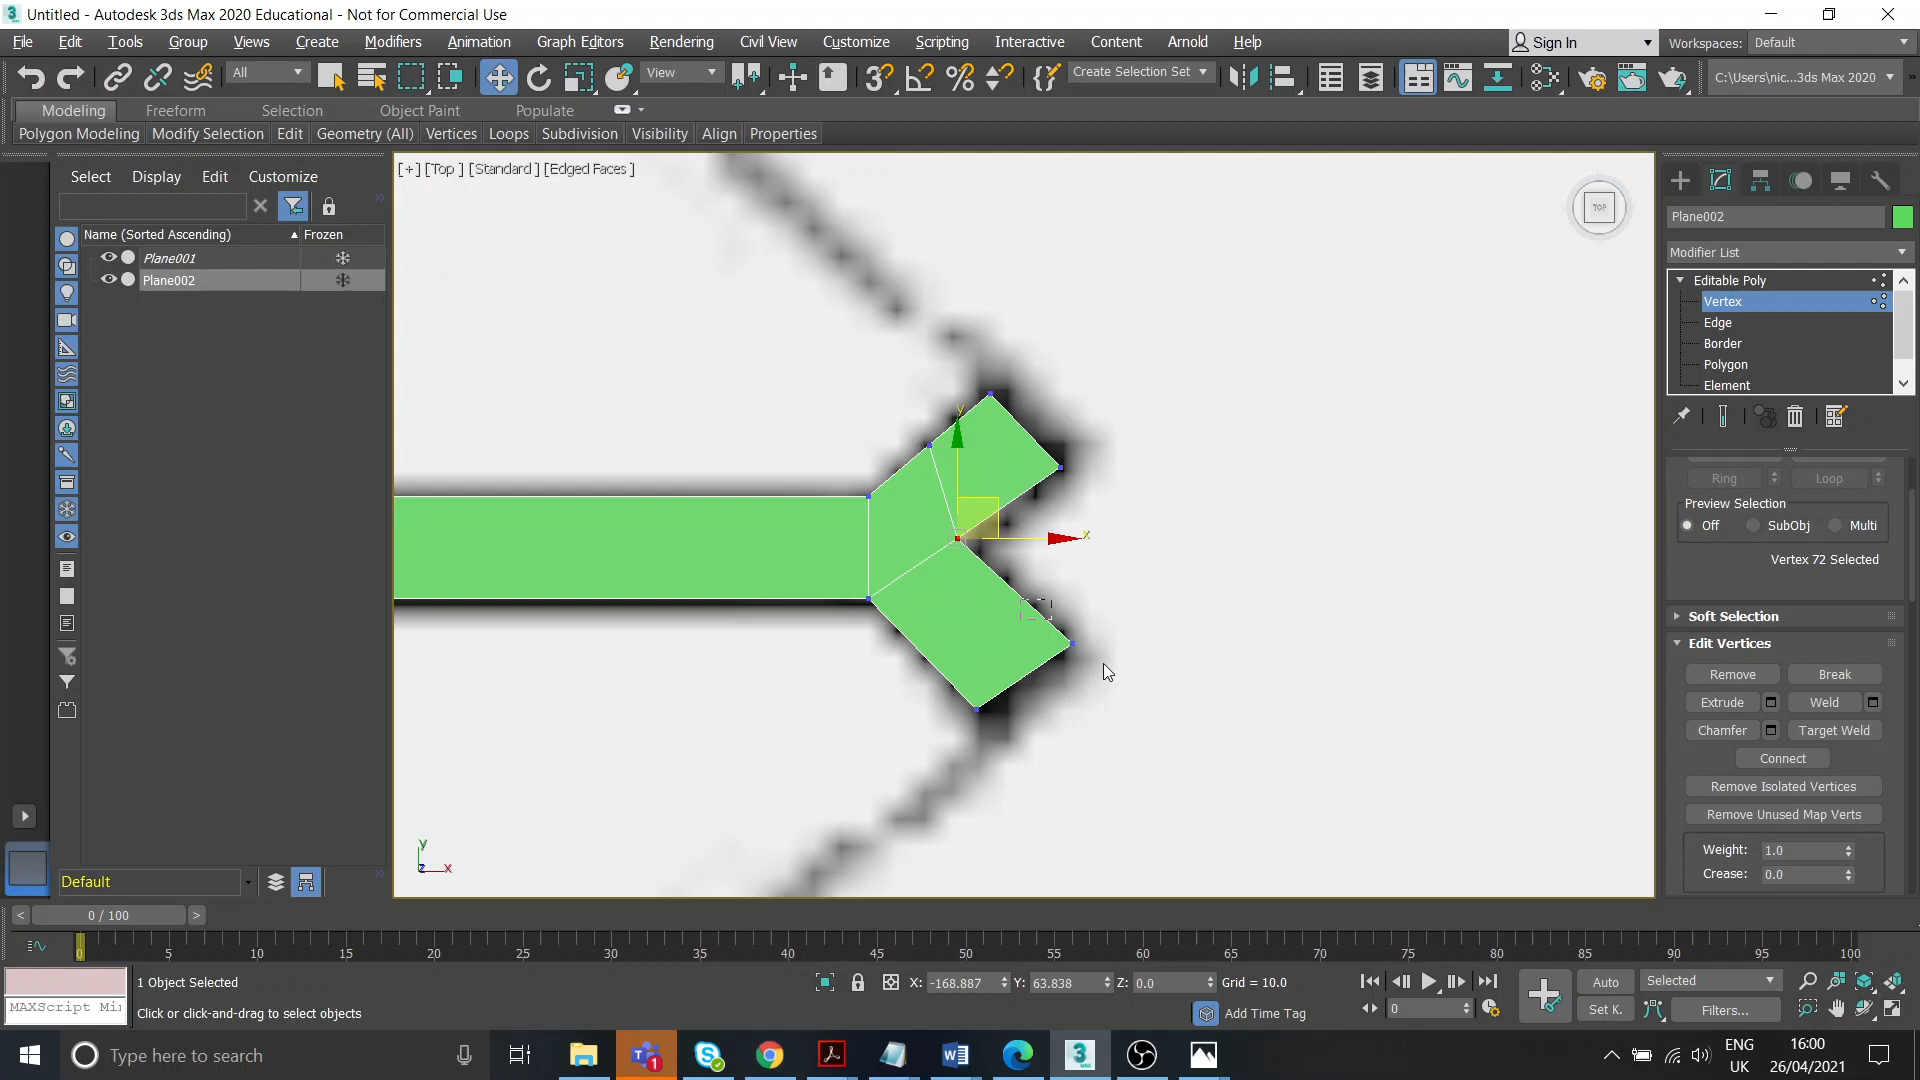 Untitled - Autodesk 3ds Max 2020 Educational - Not for Commercial Use
File Edit Tools Group Views Create Modifiers Animation Graph Editors Rendering Civil View Customize Scripting Interactive Content Arnold Help
Sign In
Workspaces: Default
All
View
Create Selection Set
C:\Users\nic...3ds Max 2020
Modeling Freeform Selection Object Paint Populate
Polygon Modeling Modify Selection Edit Geometry (All) Vertices Loops Subdivision Visibility Align Properties
Select Display Edit Customize
Name (Sorted Ascending) Frozen
Plane001
Plane002
Default
[+] [Top ] [Standard ] [Edged Faces ]
TOP
y
x
y
z x
Plane002
Modifier List
Editable Poly
Vertex
Edge
Border
Polygon
Element
Ring Loop
Preview Selection
Off SubObj Multi
Vertex 72 Selected
Soft Selection
Edit Vertices
Remove Break
Extrude Weld
Chamfer Target Weld
Connect
Remove Isolated Vertices
Remove Unused Map Verts
Weight: 1.0
Crease: 0.0
< 0 / 100 >
0 5 10 15 20 25 30 35 40 45 50 55 60 65 70 75 80 85 90 95 100
1 Object Selected
X: -168.887 Y: 63.838 Z: 0.0 Grid = 10.0
Auto Selected
MAXScript Mi
Click or click-and-drag to select objects
Add Time Tag
0
Set K. Filters...
Type here to search
1
ENG
UK
16:00
26/04/2021